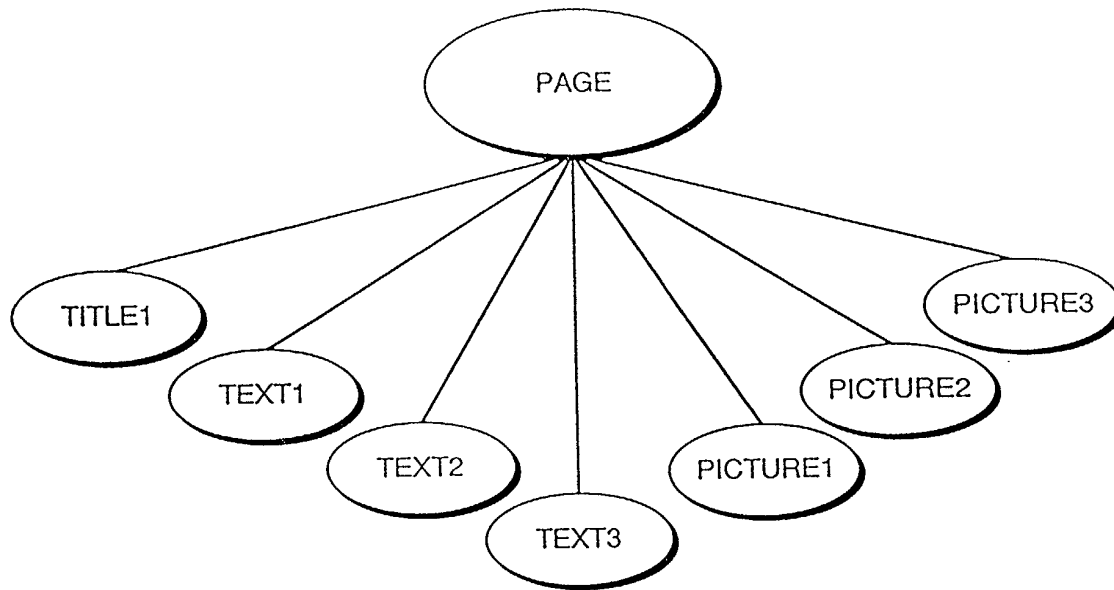 PAGE
TITLE1
TEXT1
TEXT2
TEXT3
PICTURE1
PICTURE2
PICTURE3